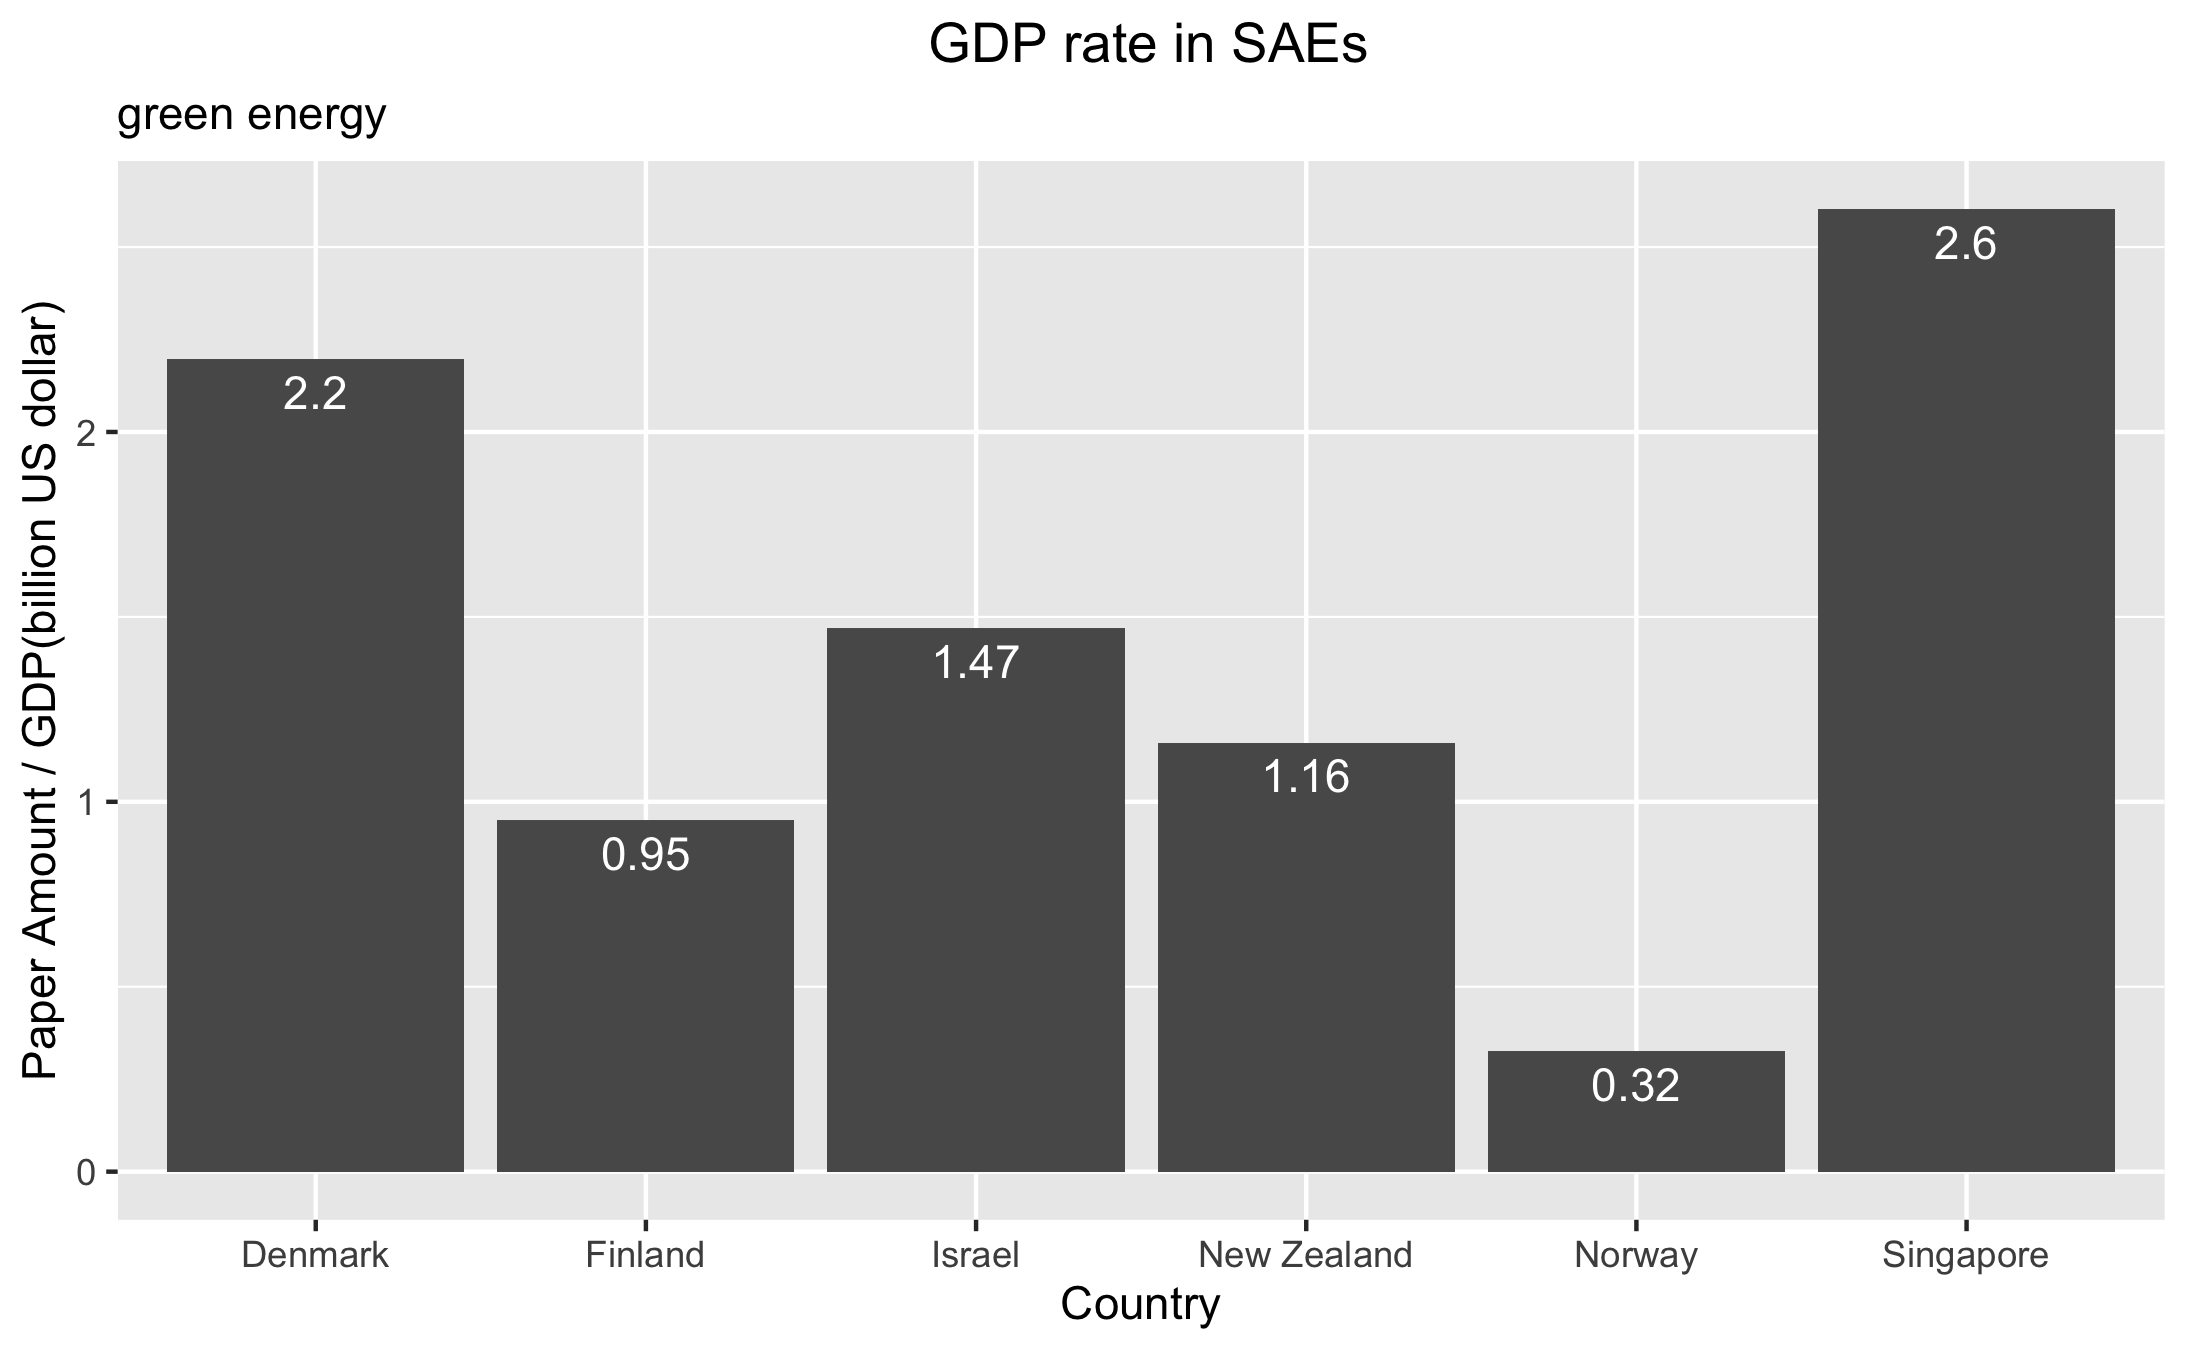 GDP rate in SAEs
green energy
Paper Amount / GDP(billion US dollar)
2
1
0
2.2
0.95
1.47
1.16
0.32
2.6
Denmark
Finland
Israel
New Zealand
Norway
Singapore
Country